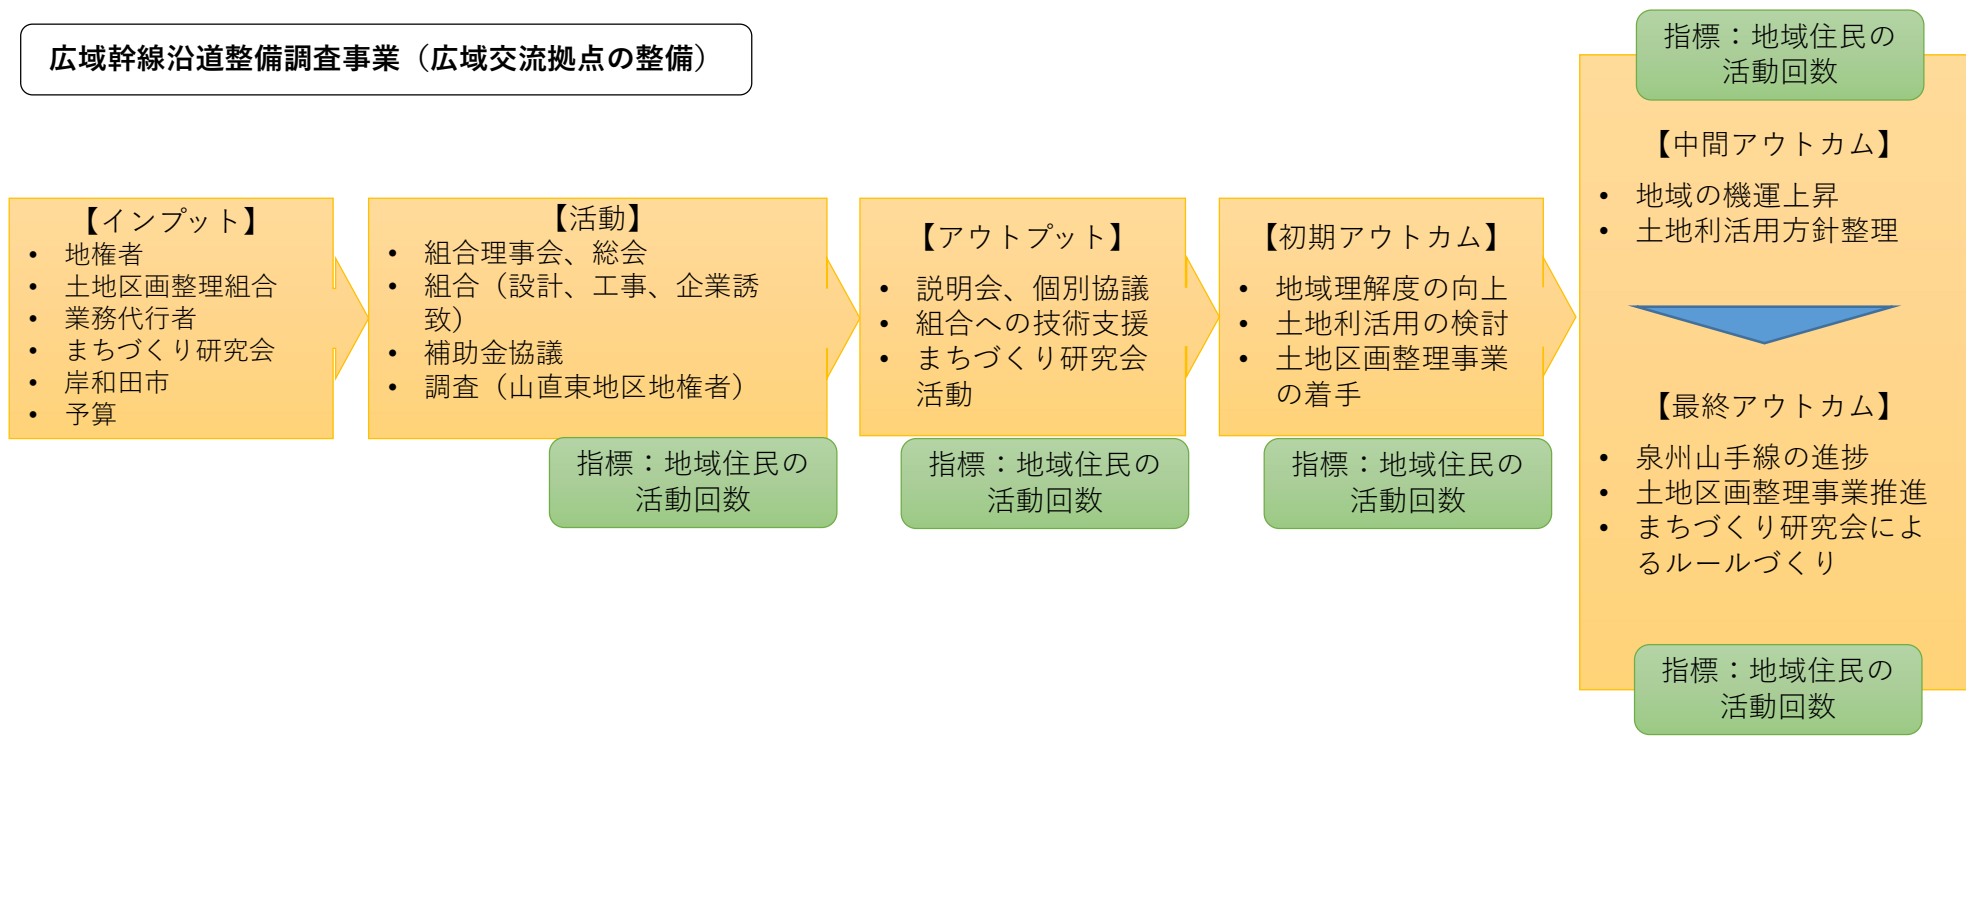 広域幹線沿道整備調査事業（広域交流拠点の整備）
【インプット】
• 地権者
• 土地区画整理組合
• 業務代行者
• まちづくり研究会
• 岸和田市
• 予算
【活動】
• 組合理事会、総会
• 組合（設計、工事、企業誘
致）
• 補助金協議
• 調査（山直東地区地権者）
指標：地域住民の
活動回数
【アウトプット】
• 説明会、個別協議
• 組合への技術支援
• まちづくり研究会
活動
指標：地域住民の
活動回数
【初期アウトカム】
• 地域理解度の向上
• 土地利活用の検討
• 土地区画整理事業
の着手
指標：地域住民の
活動回数
指標：地域住民の
活動回数
【中間アウトカム】
• 地域の機運上昇
• 土地利活用方針整理
【最終アウトカム】
• 泉州山手線の進捗
• 土地区画整理事業推進
• まちづくり研究会によ
るルールづくり
指標：地域住民の
活動回数